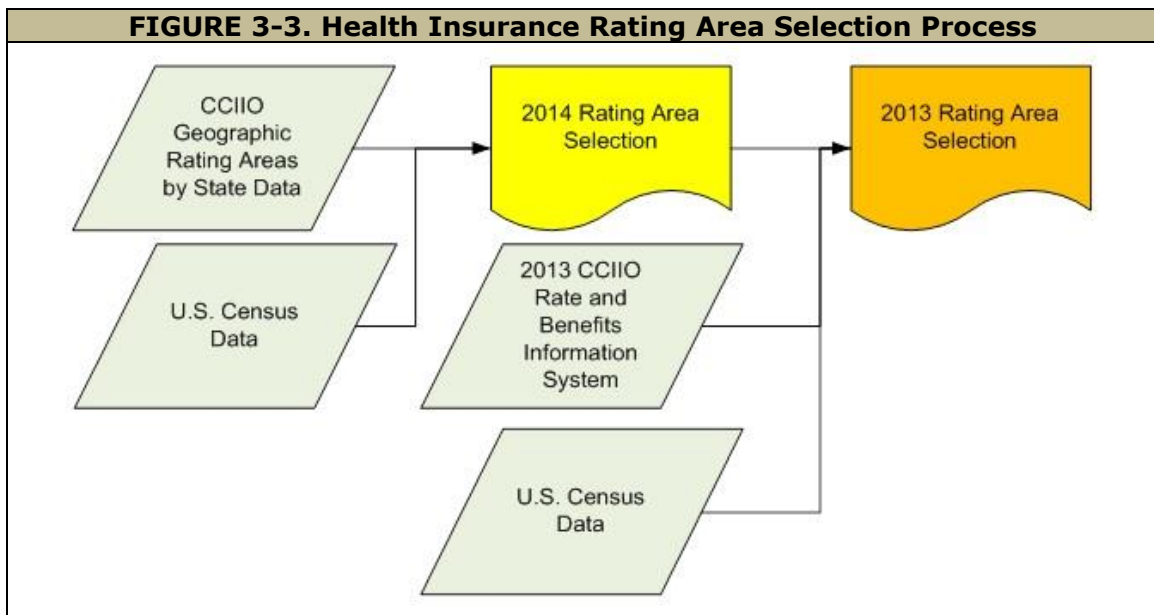 FIGURE 3-3. Health Insurance Rating Area Selection Process
CCIIO
Geographic
Rating Areas
by State Data
2014 Rating Area
Selection
2013 Rating Area
Selection
U.S. Census
Data
2013 CCIIO
Rate and
Benefits
Information
System
U.S. Census
Data